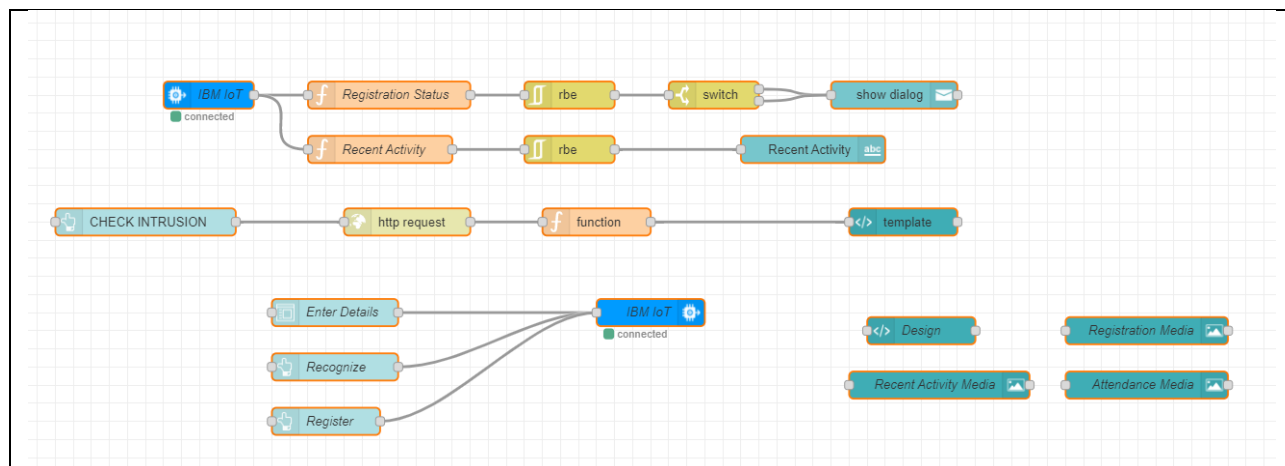 IBM IoT Registration Status rbe switch show dialog
connected
Recent Activity rbe Recent Activity abc
CHECK INTRUSION http request function </> template
Enter Details IBM IoT
connected
</> Design Registration Media
Recognize
Recent Activity Media Attendance Media
Register